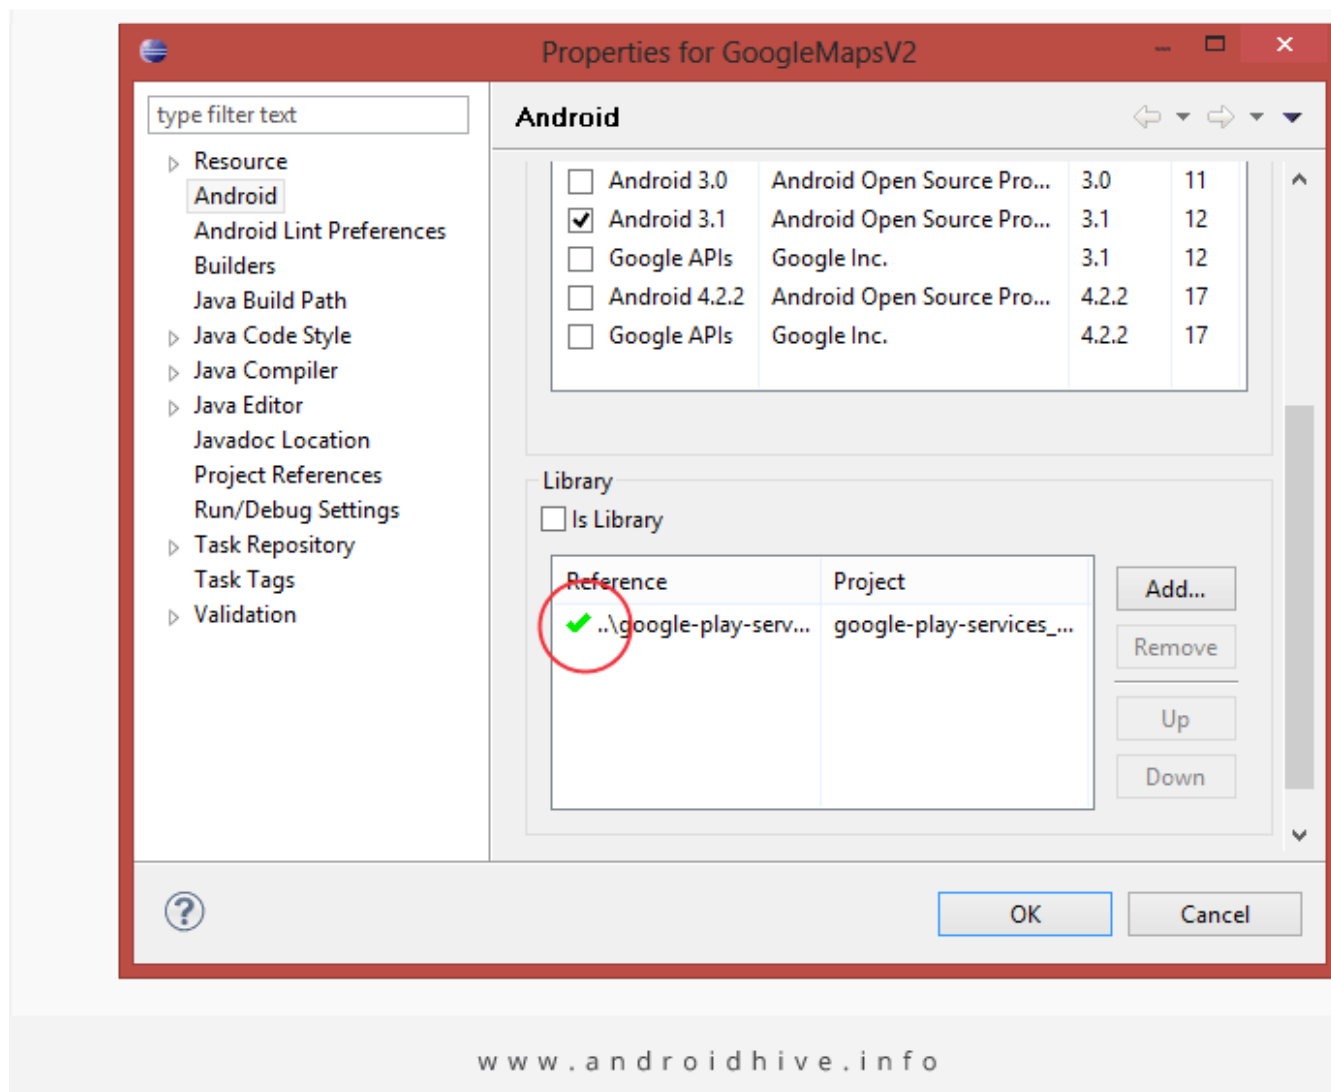 Properties for GoogleMapsV2
type filter text
Resource
Android
Android Lint Preferences
Builders
Java Build Path
Java Code Style
Java Compiler
Java Editor
Javadoc Location
Project References
Run/Debug Settings
Task Repository
Task Tags
Validation
Android
Android 3.0 Android Open Source Pro... 3.0 11
Android 3.1 Android Open Source Pro... 3.1 12
Google APIs Google Inc. 3.1 12
Android 4.2.2 Android Open Source Pro... 4.2.2 17
Google APIs Google Inc. 4.2.2 17
Library
Is Library
Reference Project
..\google-play-serv... google-play-services_...
Add...
Remove
Up
Down
?
OK Cancel
www.androidhive.info